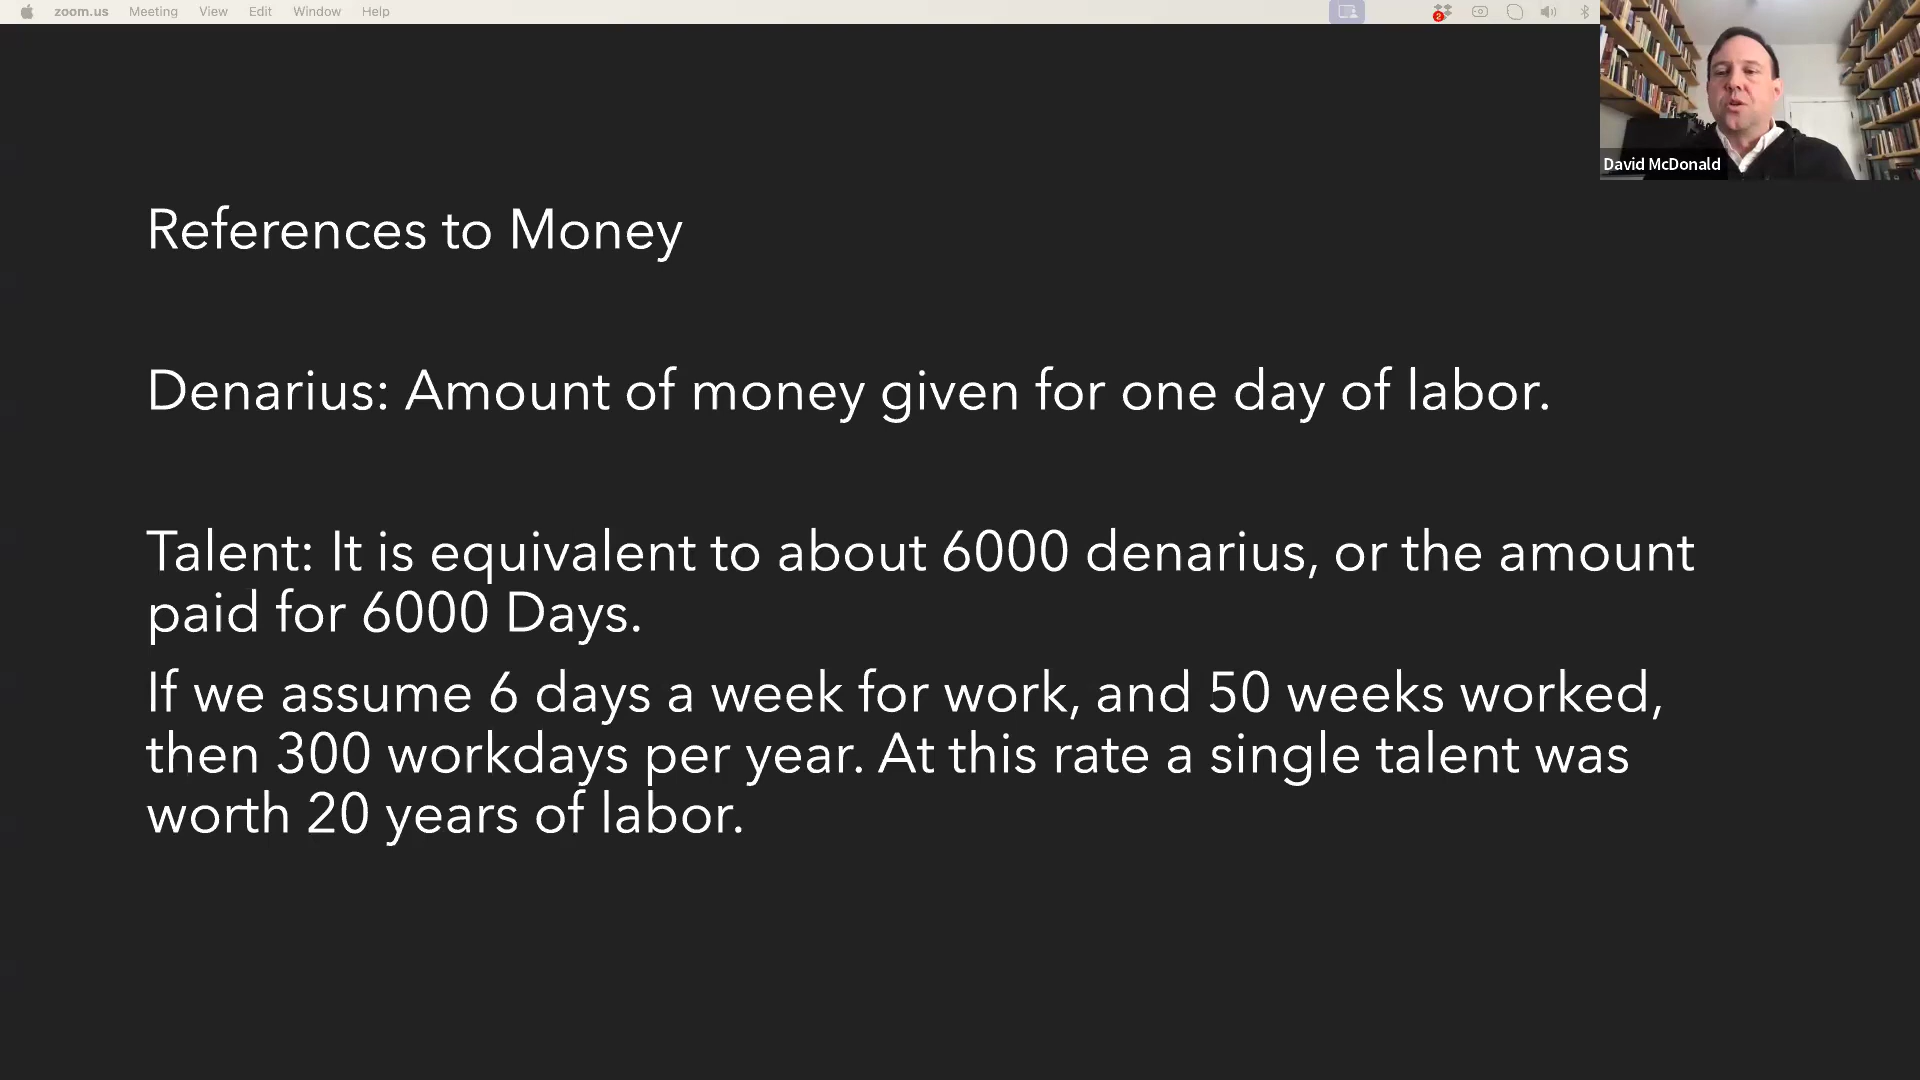 zoom.us Meeting View Edit Window Help
2
David McDonald
References to Money
Denarius: Amount of money given for one day of labor.
Talent: It is equivalent to about 6000 denarius, or the amount
paid for 6000 Days.
If we assume 6 days a week for work, and 50 weeks worked,
then 300 workdays per year. At this rate a single talent was
worth 20 years of labor.